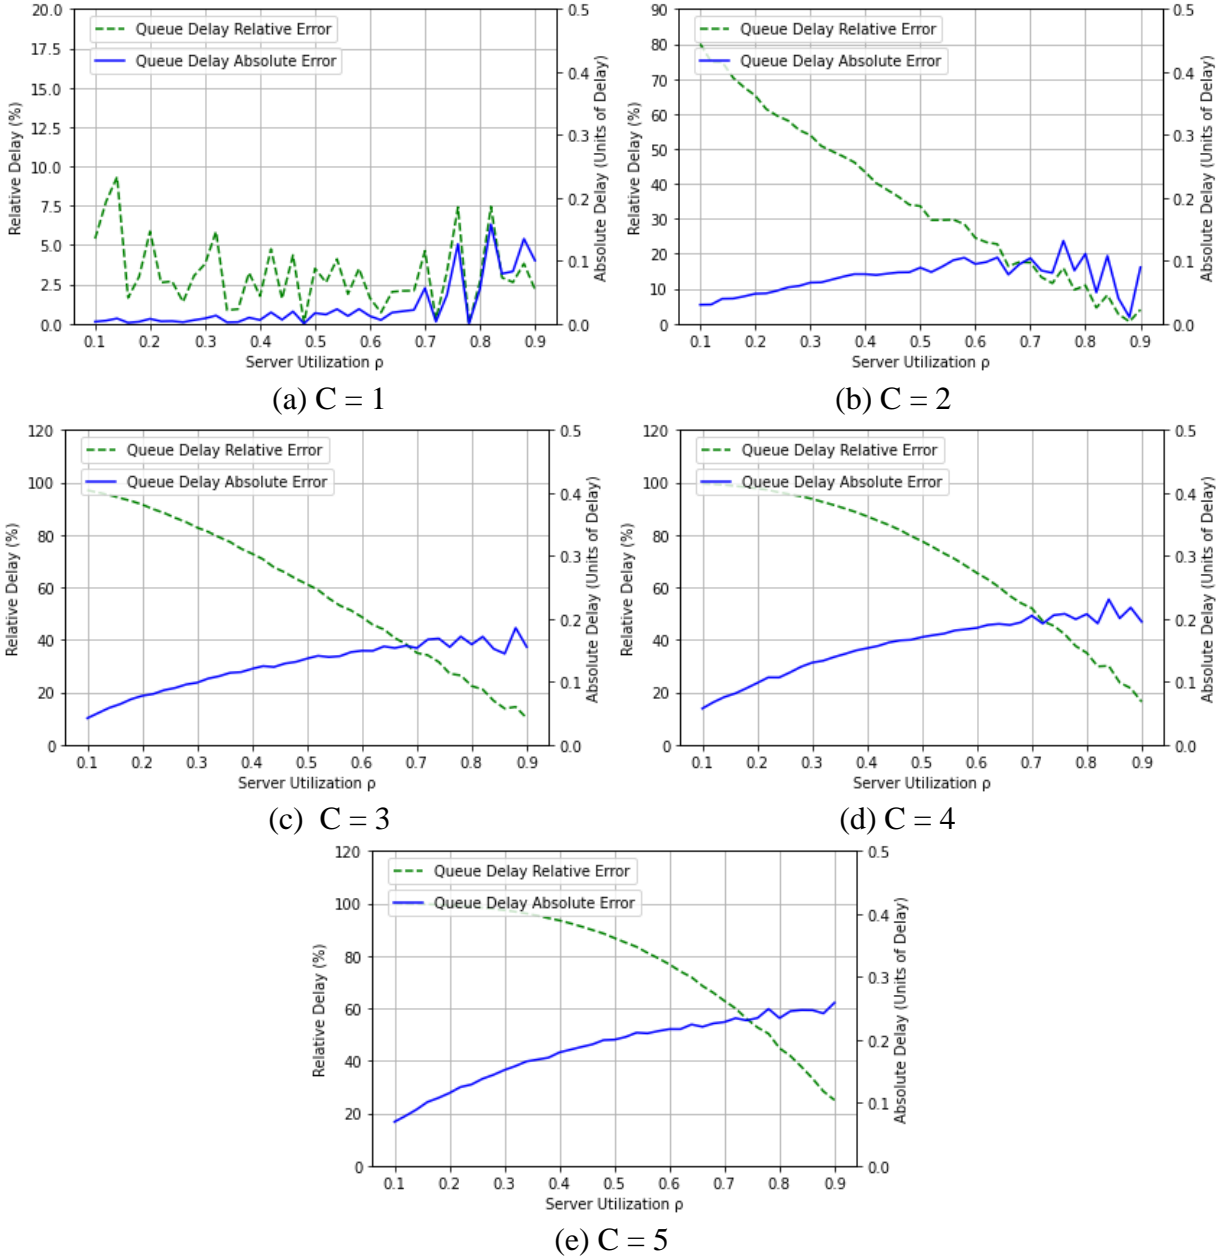 20.0
17.5
15.0
12.5
10.0
7.5
5.0
2.5
0.0
Relative Delay (%)
Queue Delay Relative Error
Queue Delay Absolute Error
0.5
0.4
0.3
0.2
0.1
0.0
Absolute Delay (Units of Delay)
0.1 0.2 0.3 0.4 0.5 0.6 0.7 0.8 0.9
Server Utilization ρ
(a) C = 1
90
80
70
60
50
40
30
20
10
0
Relative Delay (%)
Queue Delay Relative Error
Queue Delay Absolute Error
0.5
0.4
0.3
0.2
0.1
0.0
Absolute Delay (Units of Delay)
0.1 0.2 0.3 0.4 0.5 0.6 0.7 0.8 0.9
Server Utilization ρ
(b) C = 2
120
100
80
60
40
20
0
Relative Delay (%)
Queue Delay Relative Error
Queue Delay Absolute Error
0.5
0.4
0.3
0.2
0.1
0.0
Absolute Delay (Units of Delay)
0.1 0.2 0.3 0.4 0.5 0.6 0.7 0.8 0.9
Server Utilization ρ
(c) C = 3
120
100
80
60
40
20
0
Relative Delay (%)
Queue Delay Relative Error
Queue Delay Absolute Error
0.5
0.4
0.3
0.2
0.1
0.0
Absolute Delay (Units of Delay)
0.1 0.2 0.3 0.4 0.5 0.6 0.7 0.8 0.9
Server Utilization ρ
(d) C = 4
120
100
80
60
40
20
0
Relative Delay (%)
Queue Delay Relative Error
Queue Delay Absolute Error
0.5
0.4
0.3
0.2
0.1
0.0
Absolute Delay (Units of Delay)
0.1 0.2 0.3 0.4 0.5 0.6 0.7 0.8 0.9
Server Utilization ρ
(e) C = 5